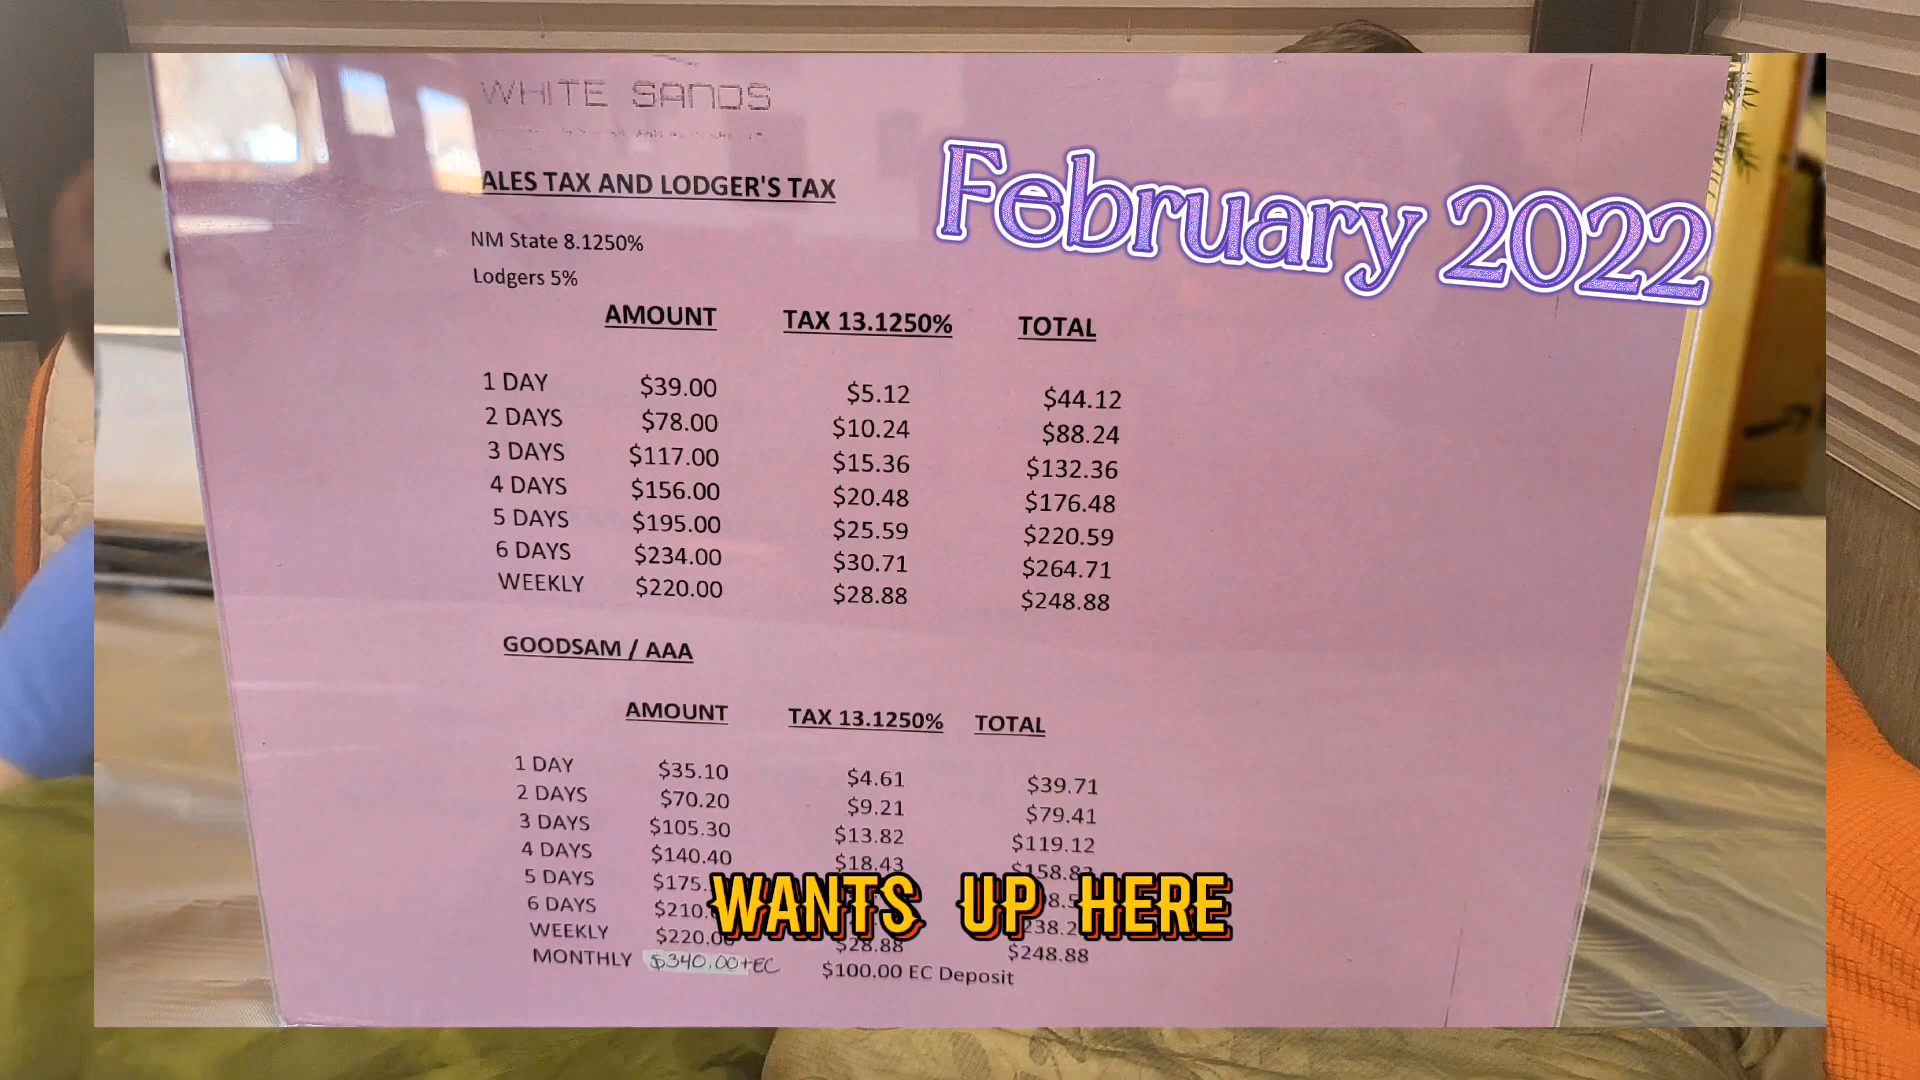 WHITE SANDS
ALES TAX AND LODGER'S TAX
February 2022
NM State 8.1250%
Lodgers 5%
AMOUNT TAX 13.1250% TOTAL
1 DAY $39.00 $5.12 $44.12
2 DAYS $78.00 $10.24 $88.24
3 DAYS $117.00 $15.36 $132.36
4 DAYS $156.00 $20.48 $176.48
5 DAYS $195.00 $25.59 $220.59
6 DAYS $234.00 $30.71 $264.71
WEEKLY $220.00 $28.88 $248.88
GOODSAM / AAA
AMOUNT TAX 13.1250% TOTAL
1 DAY $35.10 $4.61 $39.71
2 DAYS $70.20 $9.21 $79.41
3 DAYS $105.30 $13.82 $119.12
4 DAYS $140.40 $18.43
5 DAYS $175.
6 DAYS $210.
WANTS UP HERE
WEEKLY $220.00 $28.88 $248.88
MONTHLY $340.00+EC $100.00 EC Deposit